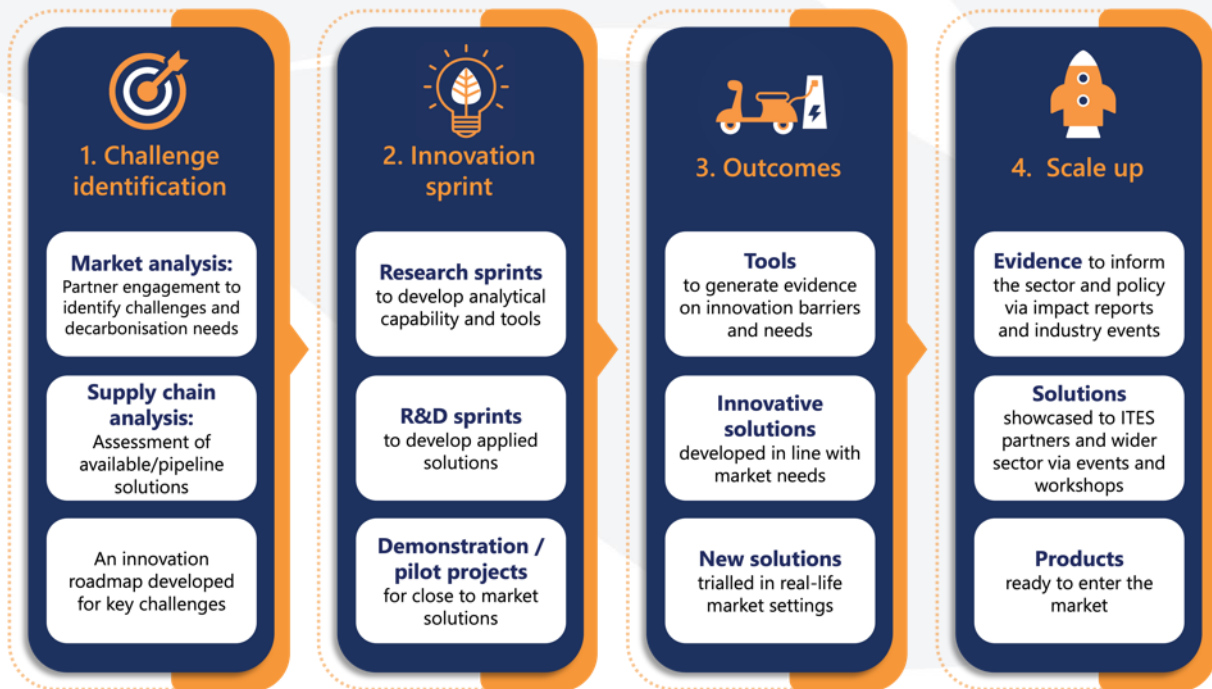 1. Challenge
identification
Market analysis:
Partner engagement to
identify challenges and
decarbonisation needs
Supply chain
analysis:
Assessment of
available/pipeline
solutions
An innovation
roadmap developed
for key challenges
2. Innovation
sprint
Research sprints
to develop analytical
capability and tools
R&D sprints
to develop applied
solutions
Demonstration /
pilot projects
for close to market
solutions
3. Outcomes
Tools
to generate evidence
on innovation barriers
and needs
Innovative
solutions
developed in line with
market needs
New solutions
trialled in real-life
market settings
4. Scale up
Evidence to inform
the sector and policy
via impact reports
and industry events
Solutions
showcased to ITES
partners and wider
sector via events and
workshops
Products
ready to enter the
market